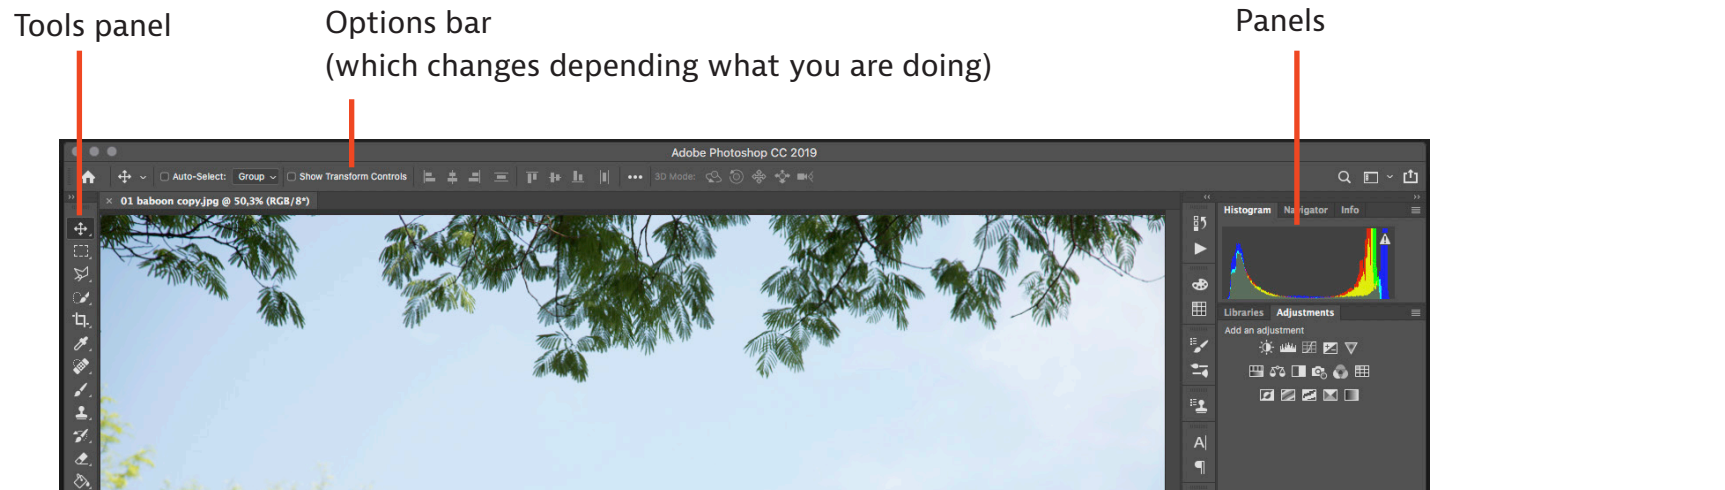 Tools panel
Options bar
(which changes depending what you are doing)
Panels
Adobe Photoshop CC 2019
Auto-Select: Group Show Transform Controls 3D Mode:
× 01 baboon copy.jpg @ 50,3% (RGB/8*)
Histogram Navigator Info
Libraries Adjustments
Add an adjustment